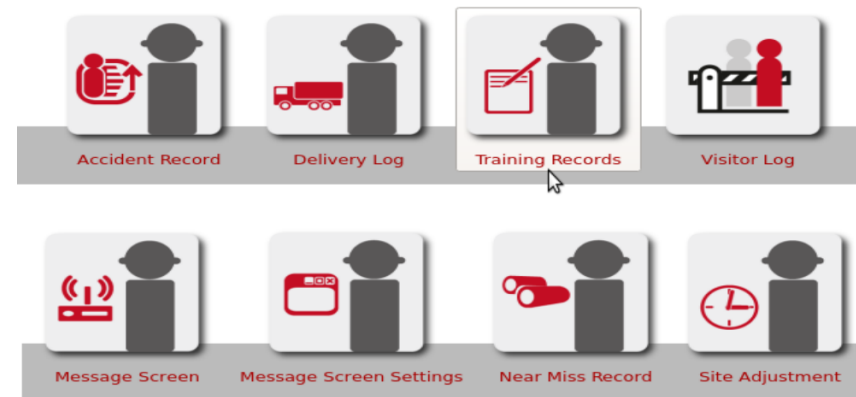 Accident Record
Delivery Log
Training Records
Visitor Log
Message Screen
Message Screen Settings
Near Miss Record
Site Adjustment